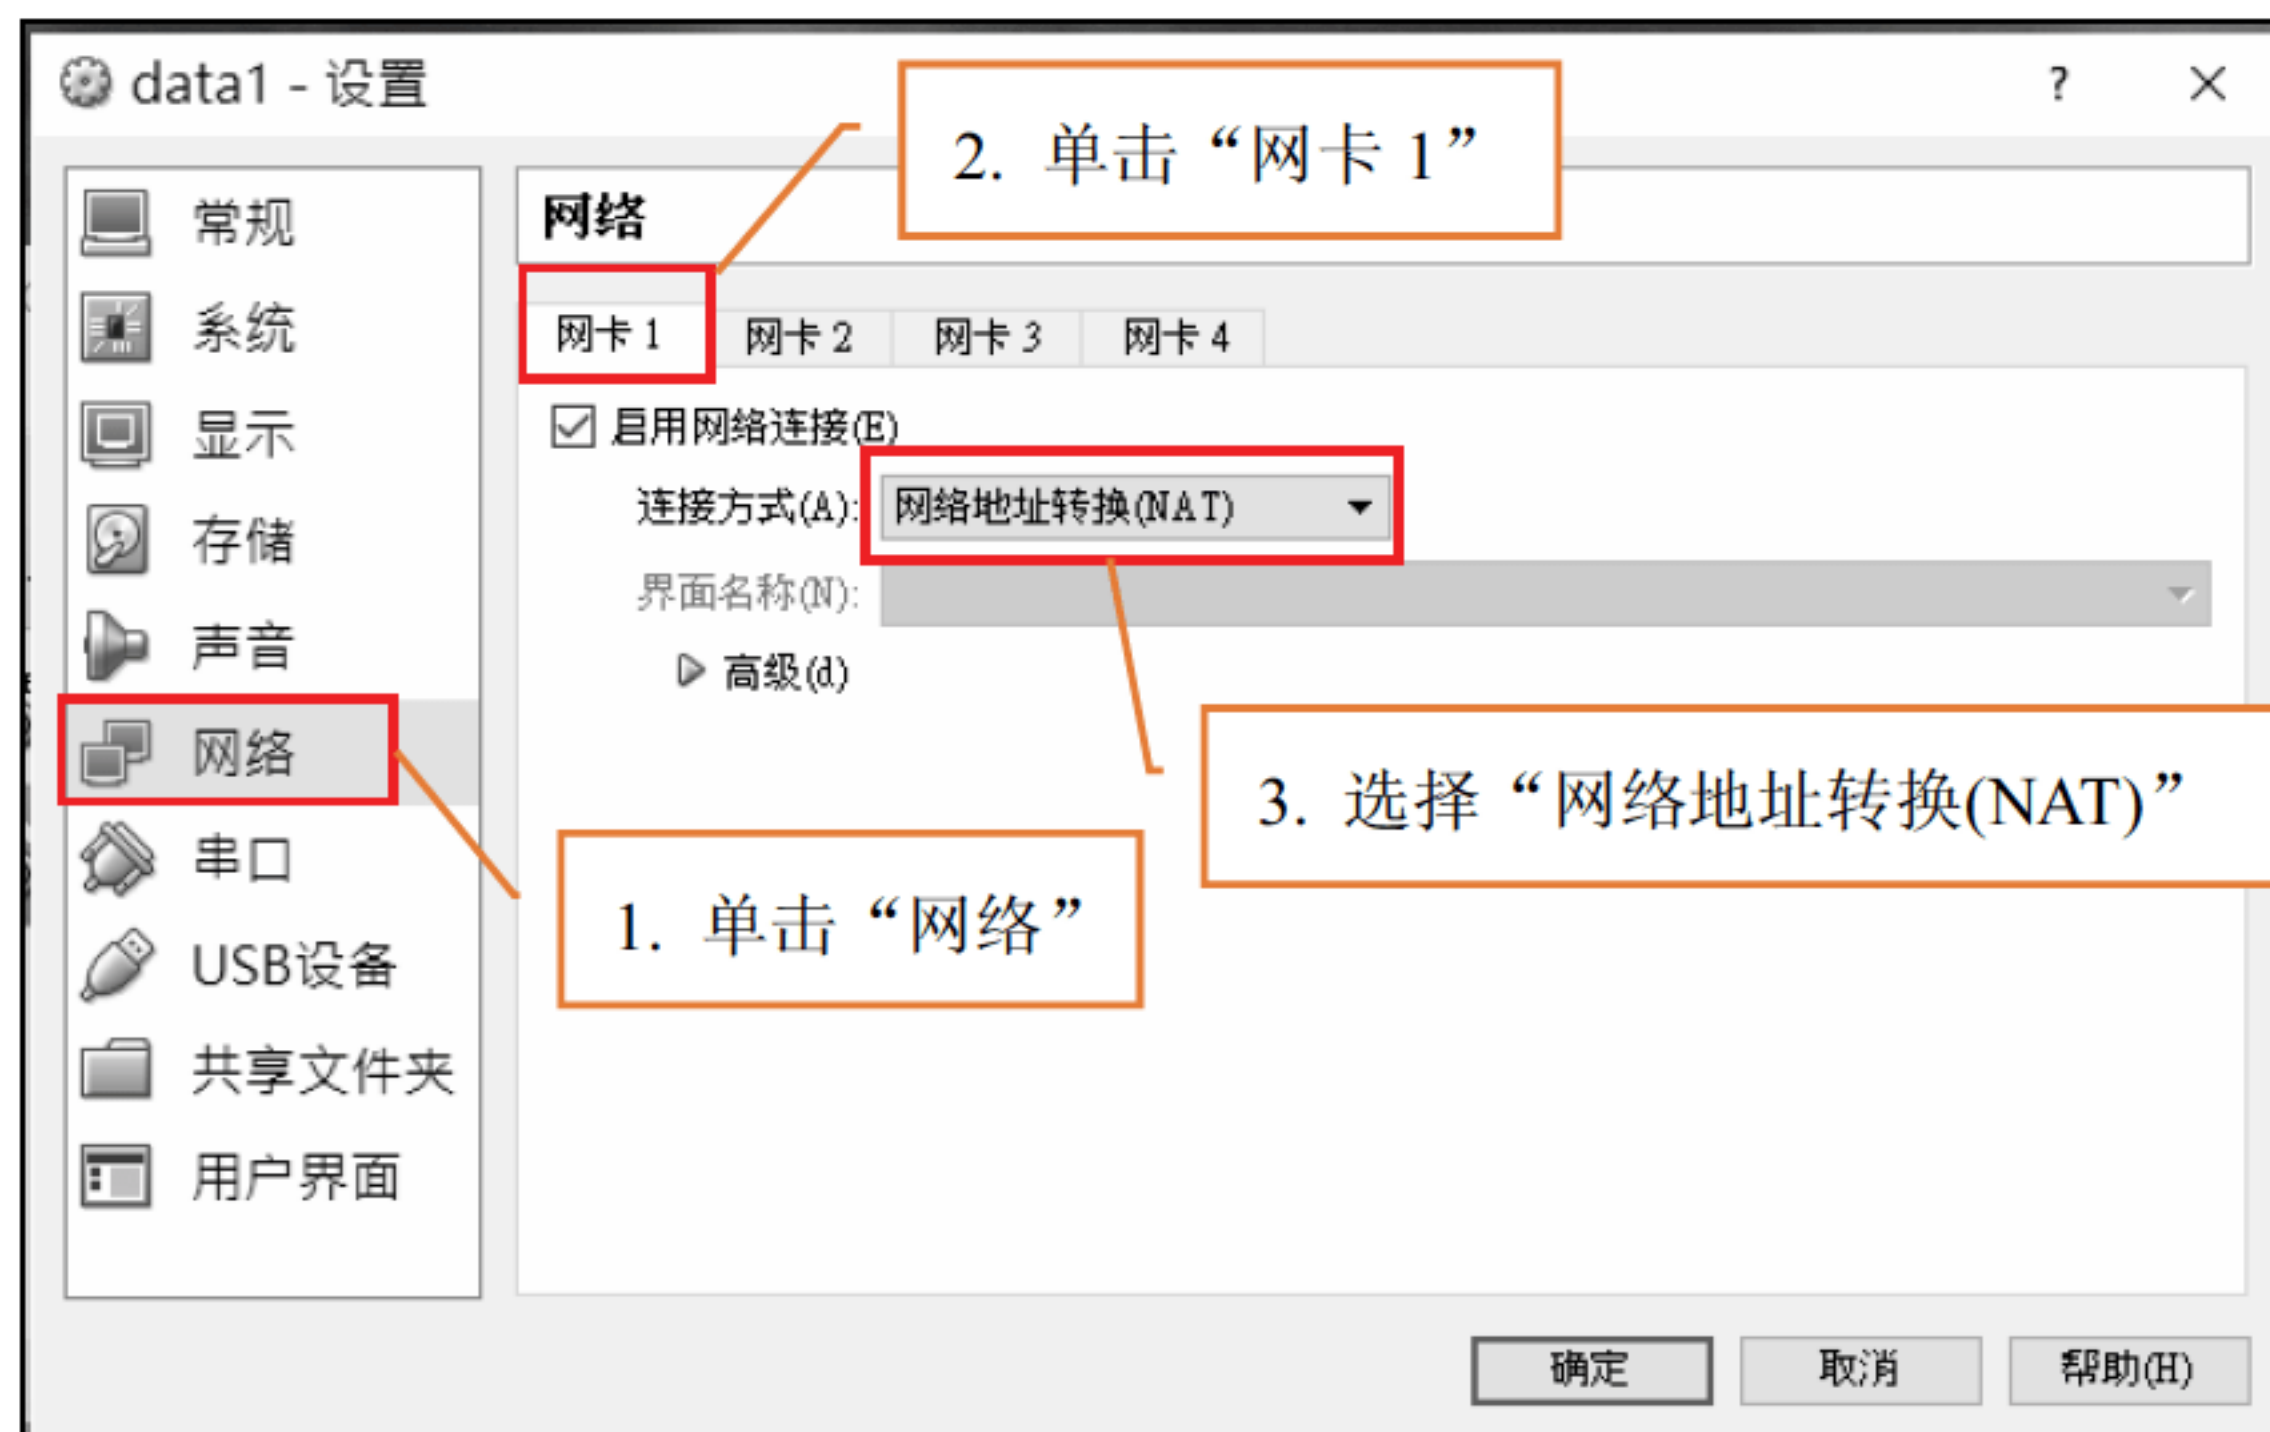 data1 - 设置
?
2. 单击“网卡 1”
常规
系统
显示
存储
声音
网络
串口
USB设备
共享文件夹
用户界面
网络
网卡 1
网卡 2
网卡 3
网卡 4
启用网络连接(E)
连接方式(A): 网络地址转换(NAT)
界面名称(N):
高级(d)
3. 选择“网络地址转换(NAT)”
1. 单击“网络”
确定
取消
帮助(H)